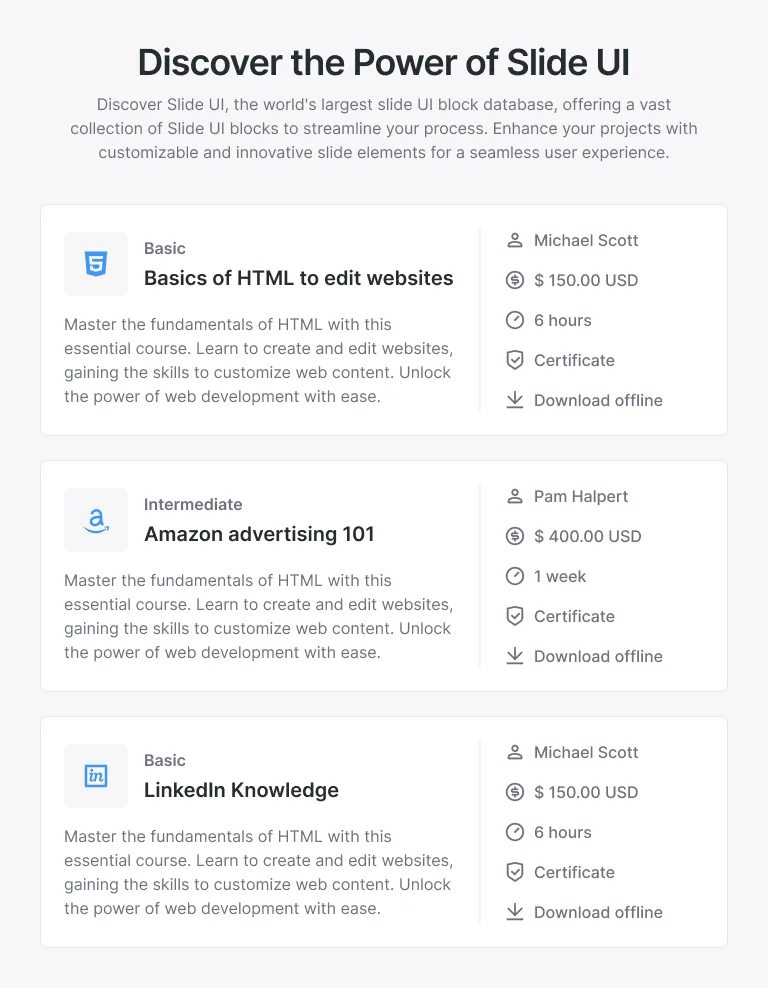 Discover the Power of Slide UI
Discover Slide UI, the world's largest slide UI block database, offering a vast
collection of Slide UI blocks to streamline your process. Enhance your projects with
customizable and innovative slide elements for a seamless user experience.
Basic
Basics of HTML to edit websites
Master the fundamentals of HTML with this
essential course. Learn to create and edit websites,
gaining the skills to customize web content. Unlock
the power of web development with ease.
Michael Scott
$ 150.00 USD
6 hours
Certificate
Download offline
a
Intermediate
Amazon advertising 101
Master the fundamentals of HTML with this
essential course. Learn to create and edit websites,
gaining the skills to customize web content. Unlock
the power of web development with ease.
Pam Halpert
$ 400.00 USD
1 week
Certificate
Download offline
in
Basic
LinkedIn Knowledge
Master the fundamentals of HTML with this
essential course. Learn to create and edit websites,
gaining the skills to customize web content. Unlock
the power of web development with ease.
Michael Scott
$ 150.00 USD
6 hours
Certificate
Download offline